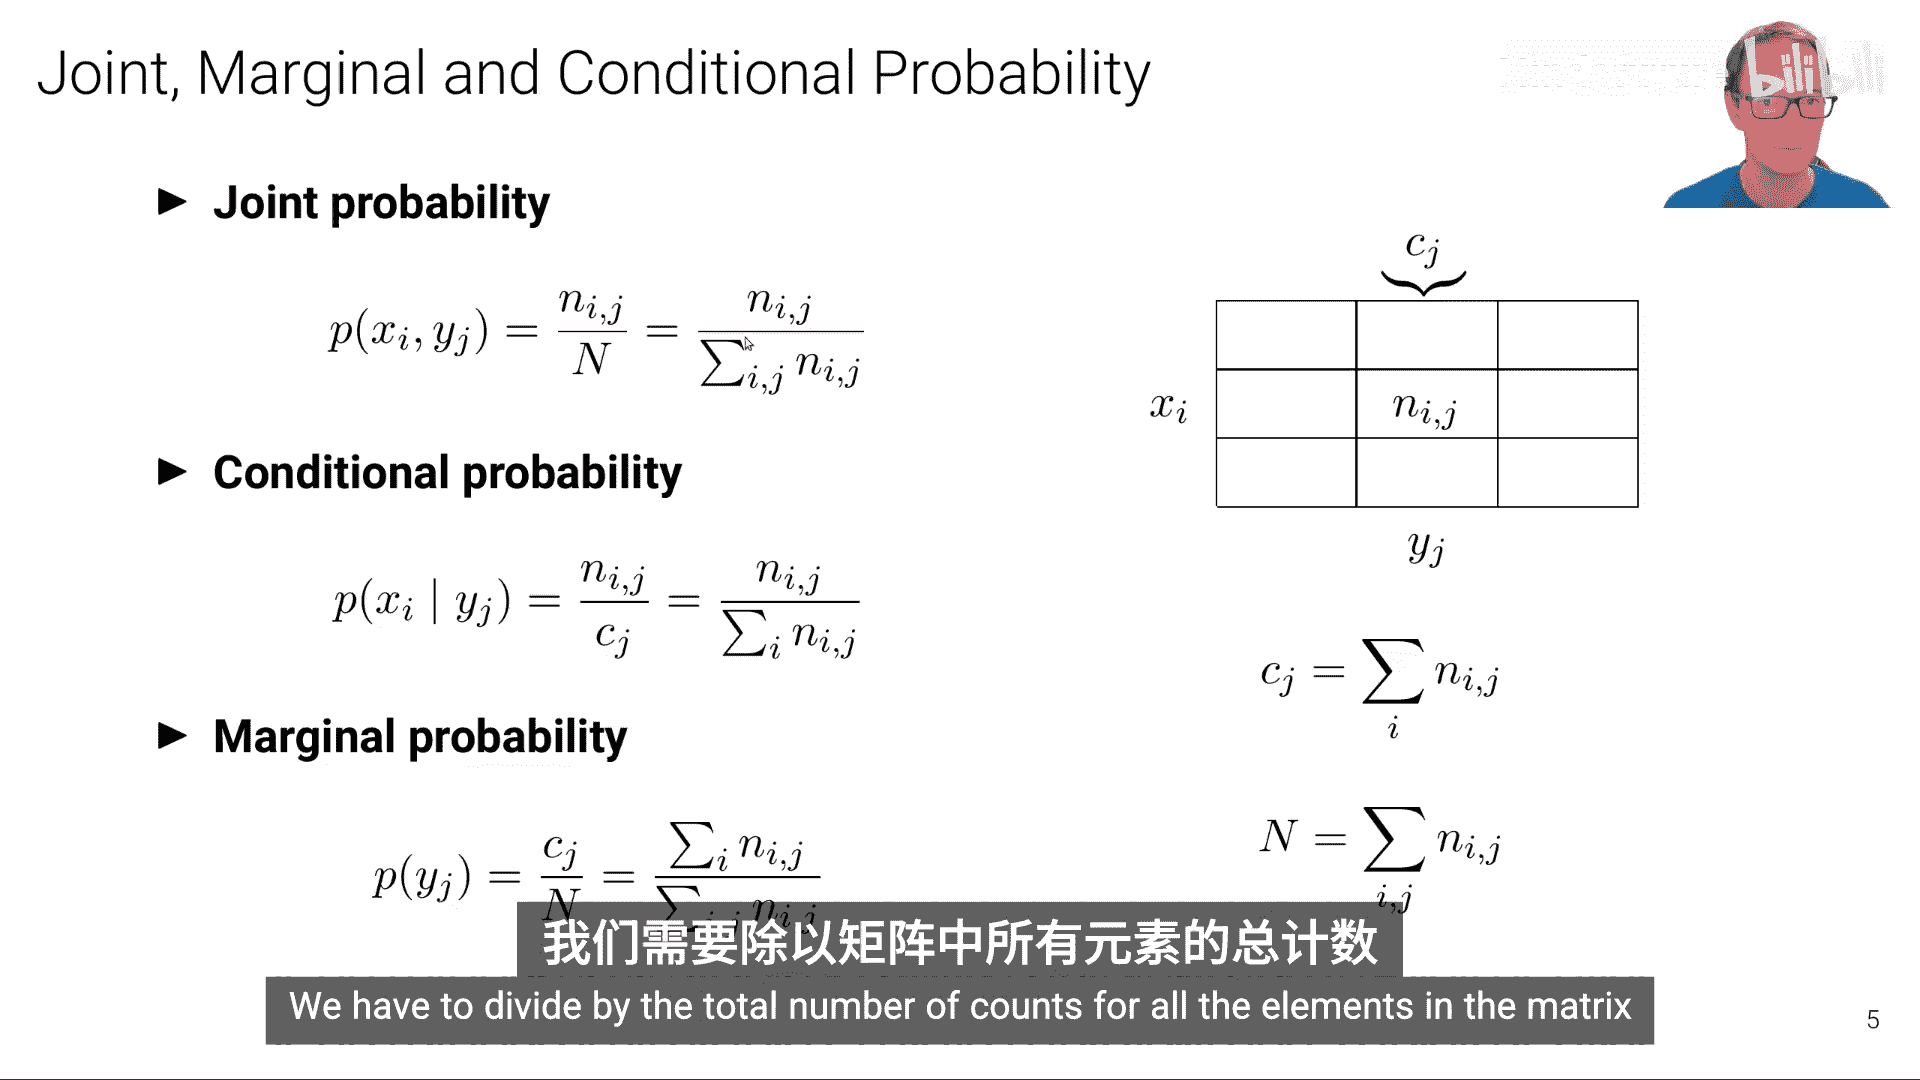 Joint, Marginal and Conditional Probability
bilibili
► Joint probability
p(x_i, y_j) = n_{i,j} / N = n_{i,j} / ∑_{i,j} n_{i,j}
► Conditional probability
p(x_i | y_j) = n_{i,j} / c_j = n_{i,j} / ∑_i n_{i,j}
► Marginal probability
p(y_j) = c_j / N = ∑_i n_{i,j} / ∑_{i,j} n_{i,j}
c_j
x_i
n_{i,j}
y_j
c_j = ∑_i n_{i,j}
N = ∑_{i,j} n_{i,j}
我们需要除以矩阵中所有元素的总计数
We have to divide by the total number of counts for all the elements in the matrix
5